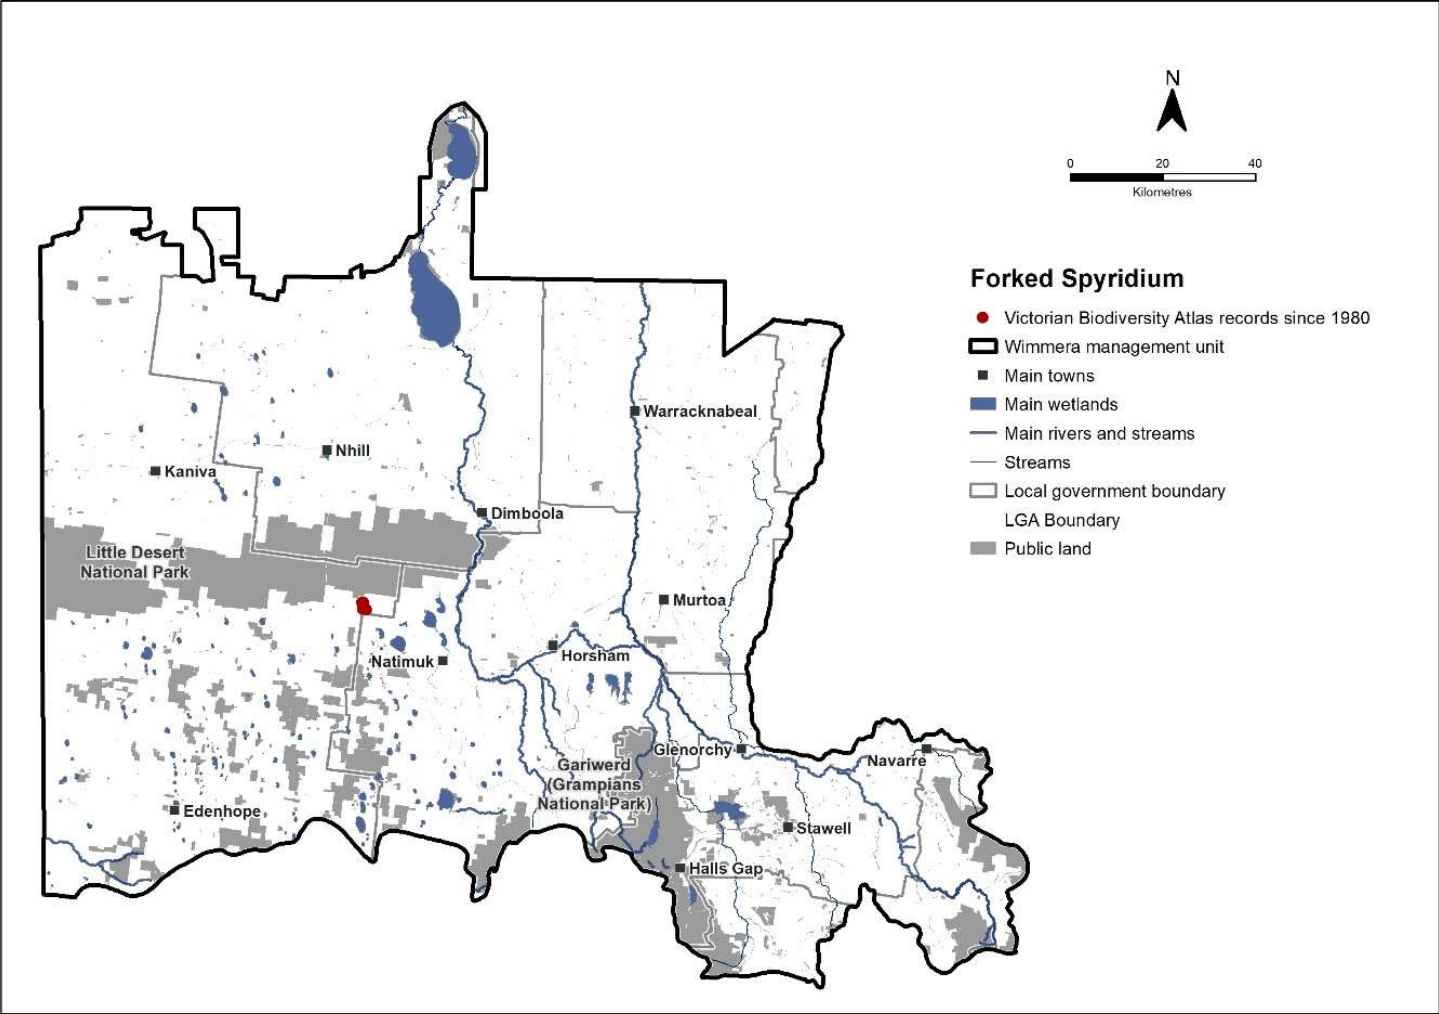 N
0 20 40
Kilometres
Forked Spyridium
Victorian Biodiversity Atlas records since 1980
Wimmera management unit
Main towns
Main wetlands
Main rivers and streams
Streams
Local government boundary
LGA Boundary
Public land
Warracknabeal
Nhill
Kaniva
Dimboola
Little Desert
National Park
Murtoa
Horsham
Natimuk
Glenorchy
Navarre
Gariwerd
(Grampians
National Park)
Edenhope
Stawell
Halls Gap